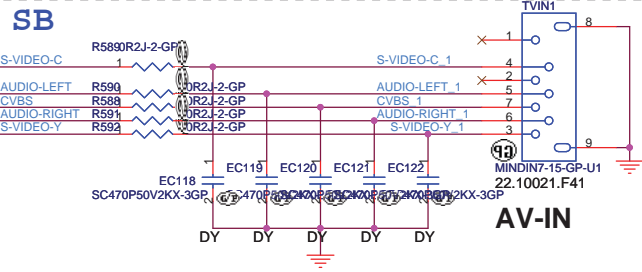 SB
TVIN1
R589 0R2J-2-GP
S-VIDEO-C 1 S-VIDEO-C_1 4
AUDIO-LEFT R590 0R2J-2-GP AUDIO-LEFT_1 5
CVBS R588 0R2J-2-GP CVBS_1 7
AUDIO-RIGHT R591 0R2J-2-GP AUDIO-RIGHT_1 6
S-VIDEO-Y R592 0R2J-2-GP S-VIDEO-Y_1 3
1
2
8
9
MINDIN7-15-GP-U1
22.10021.F41
AV-IN
EC118 EC119 EC120 EC121 EC122
SC470P50V2KX-3GP
DY DY DY DY DY